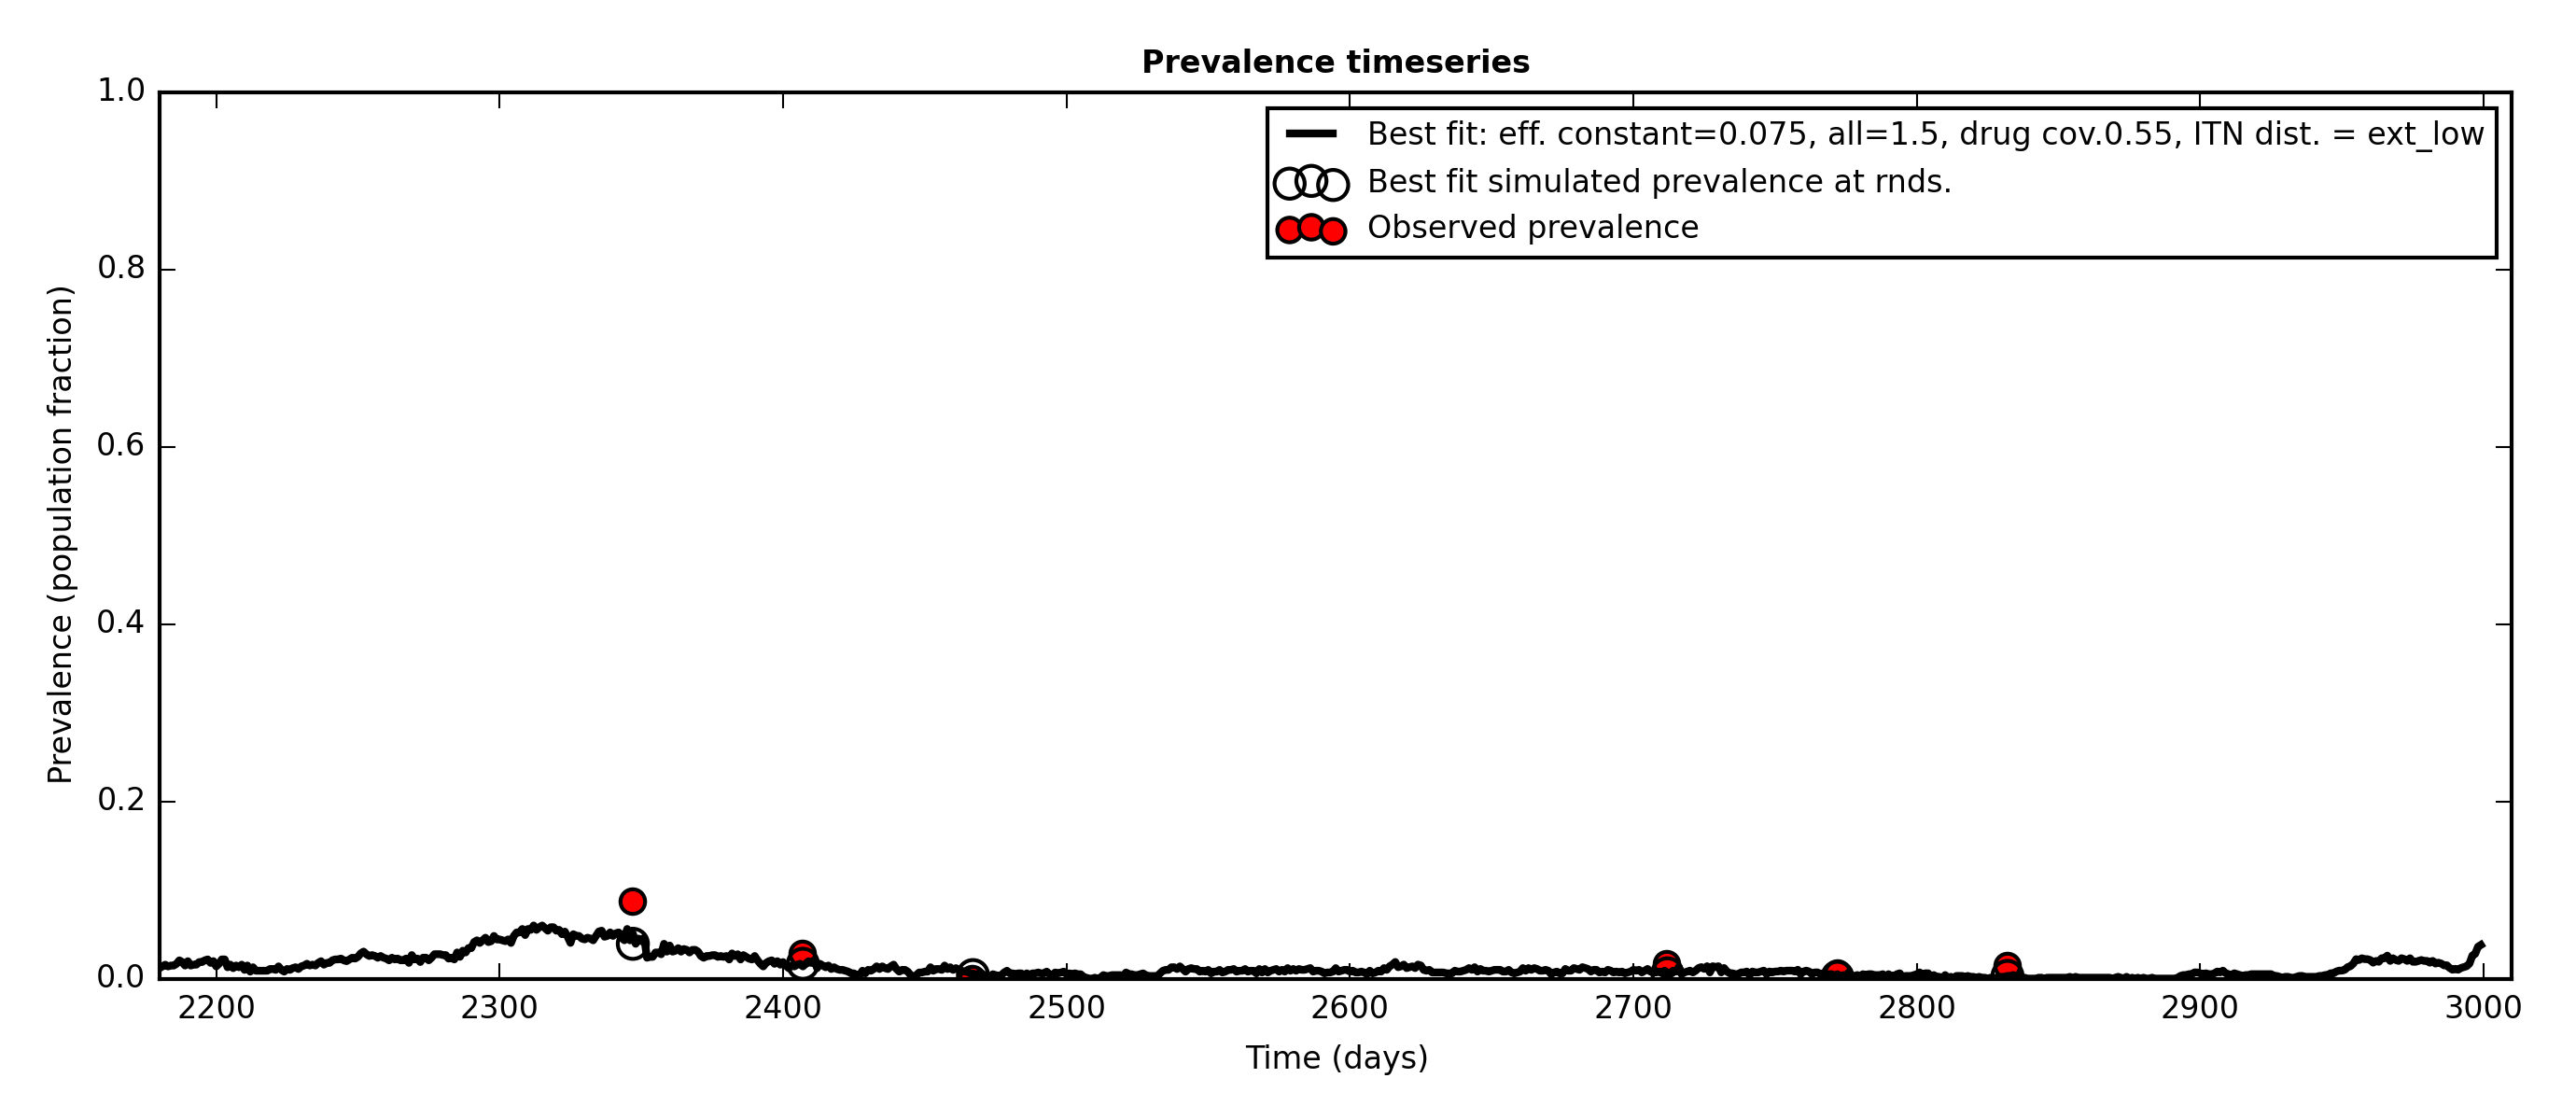 Prevalence timeseries
1.0
0.8
0.6
0.4
0.2
0.0
Prevalence (population fraction)
Best fit: eff. constant=0.075, all=1.5, drug cov.0.55, ITN dist. = ext_low
Best fit simulated prevalence at rnds.
Observed prevalence
2200 2300 2400 2500 2600 2700 2800 2900 3000
Time (days)